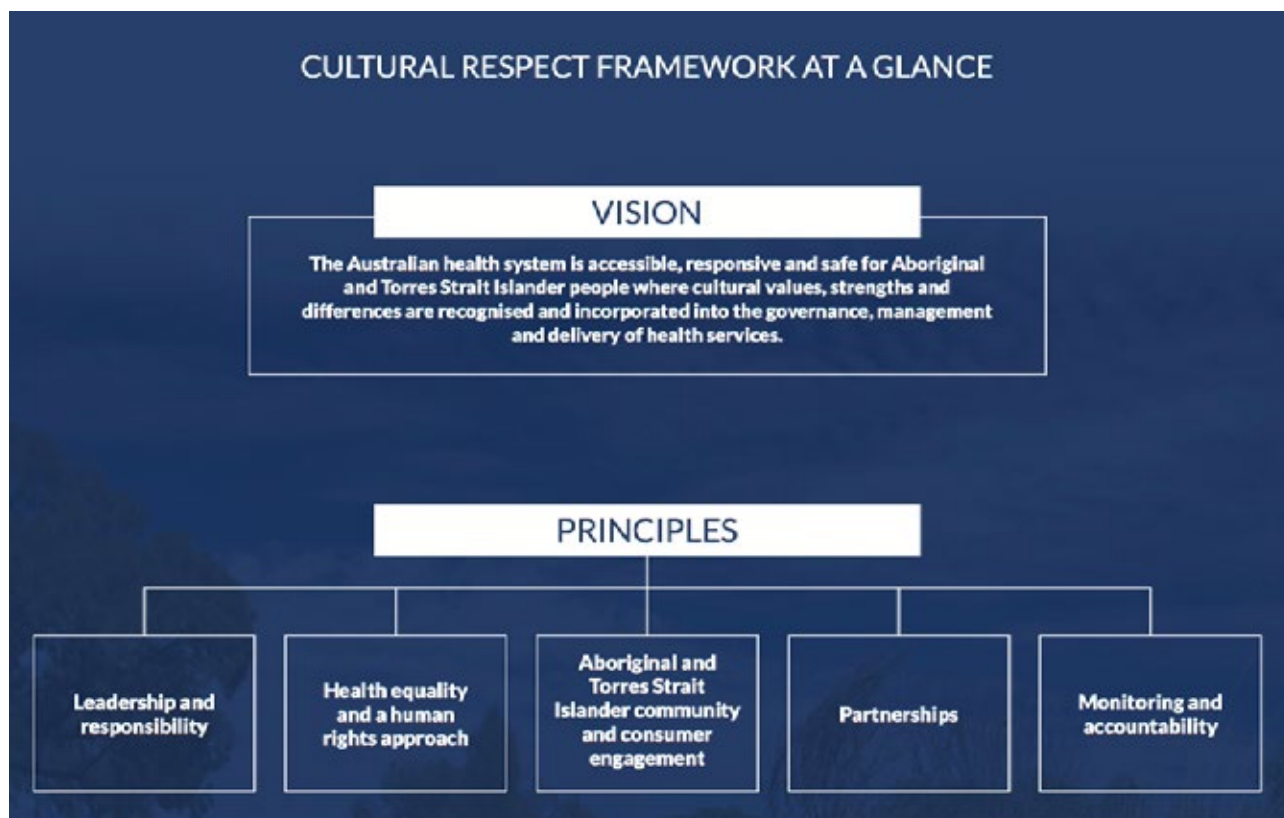 CULTURAL RESPECT FRAMEWORK AT A GLANCE
VISION
The Australian health system is accessible, responsive and safe for Aboriginal
and Torres Strait Islander people where cultural values, strengths and
differences are recognised and incorporated into the governance, management
and delivery of health services.
PRINCIPLES
Leadership and
responsibility
Health equality
and a human
rights approach
Aboriginal and
Torres Strait
Islander community
and consumer
engagement
Partnerships
Monitoring and
accountability